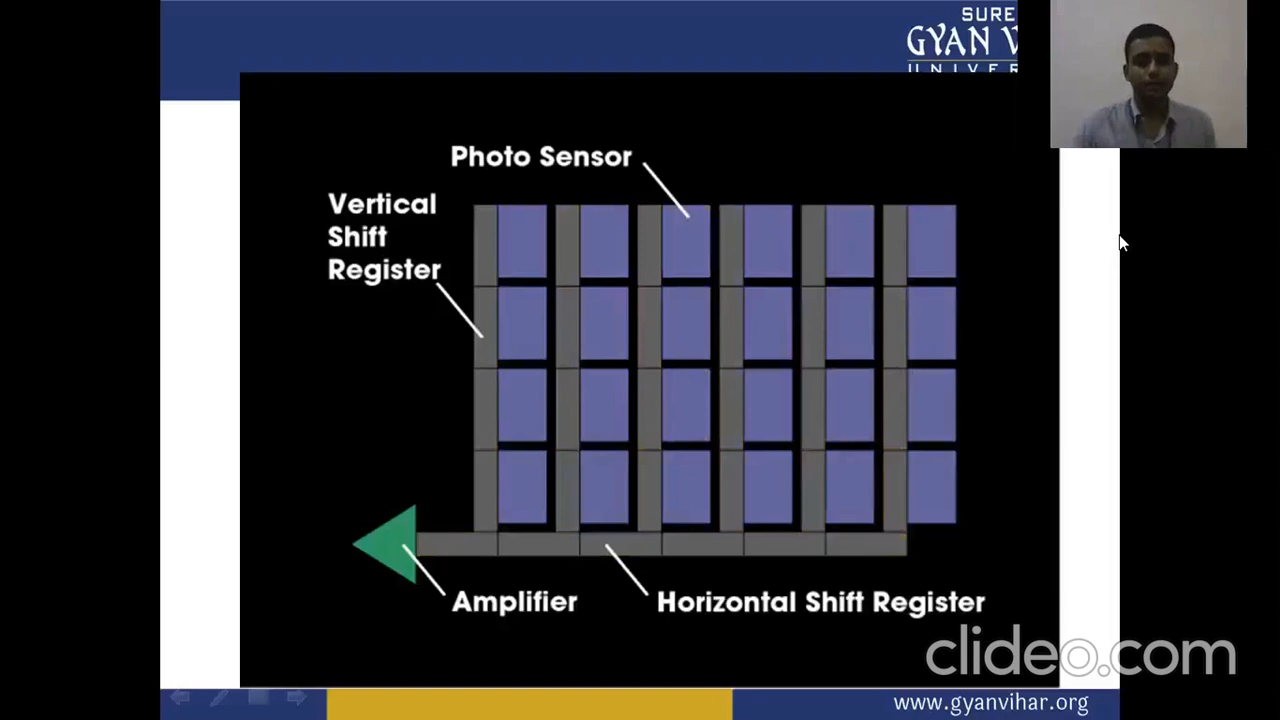 SURE
GYAN V
UNIVER
Photo Sensor
Vertical
Shift
Register
Amplifier
Horizontal Shift Register
clideo.com
www.gyanvihar.org